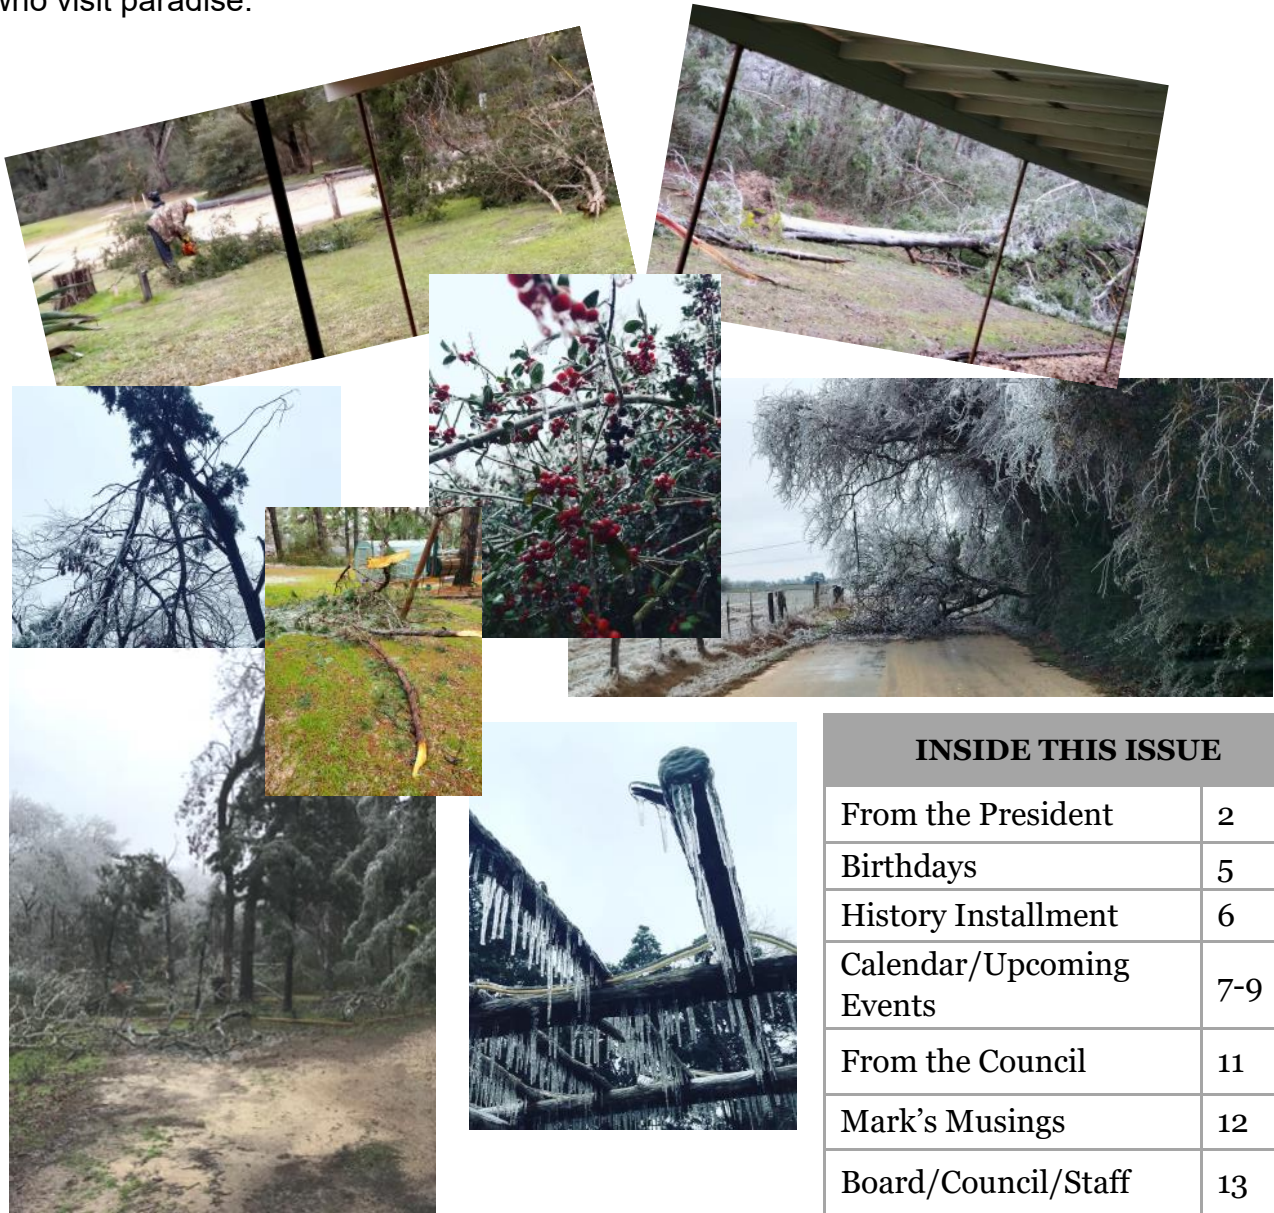 who visit paradise.
INSIDE THIS ISSUE
From the President 2
Birthdays 5
History Installment 6
Calendar/Upcoming
Events 7-9
From the Council 11
Mark’s Musings 12
Board/Council/Staff 13